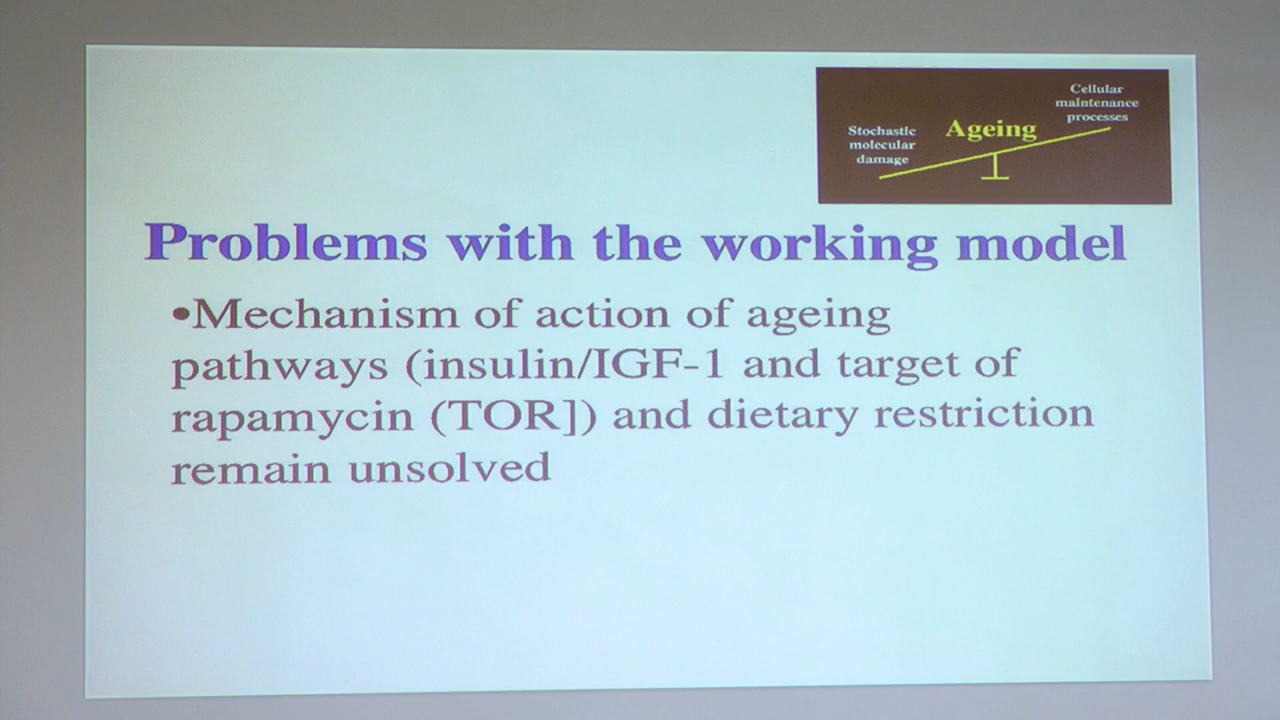 Cellular
maintenance
processes
Stochastic
molecular
damage
Ageing
Problems with the working model
•Mechanism of action of ageing
pathways (insulin/IGF-1 and target of
rapamycin (TOR]) and dietary restriction
remain unsolved